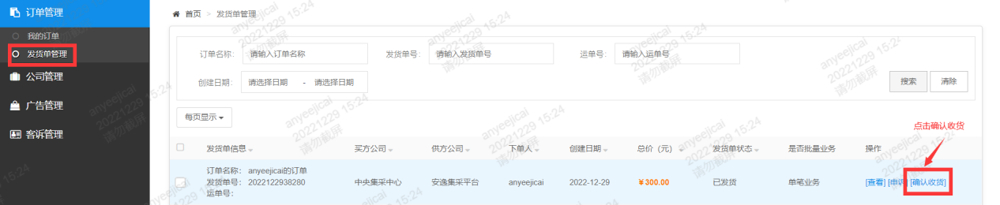 订单管理
我的订单
发货单管理
公司管理
广告管理
客诉管理
首页 > 发货单管理
订单名称: 请输入订单名称 发货单号: 请输入发货单号 运单号: 请输入运单号
创建日期: 请选择日期 - 请选择日期 搜索 清除
每页显示
点击确认收货
发货单信息 买方公司 供方公司 下单人 创建日期 总价（元） 发货单状态 是否批量业务 操作
订单名称: anyeejicai的订单
发货单号: 2022122938280 中央集采中心 安逸集采平台 anyeejicai 2022-12-29 ￥300.00 已发货 单笔业务 [查看] [申诉] [确认收货]
运单号:
anyeejicai
20221229 15:24
请勿截屏